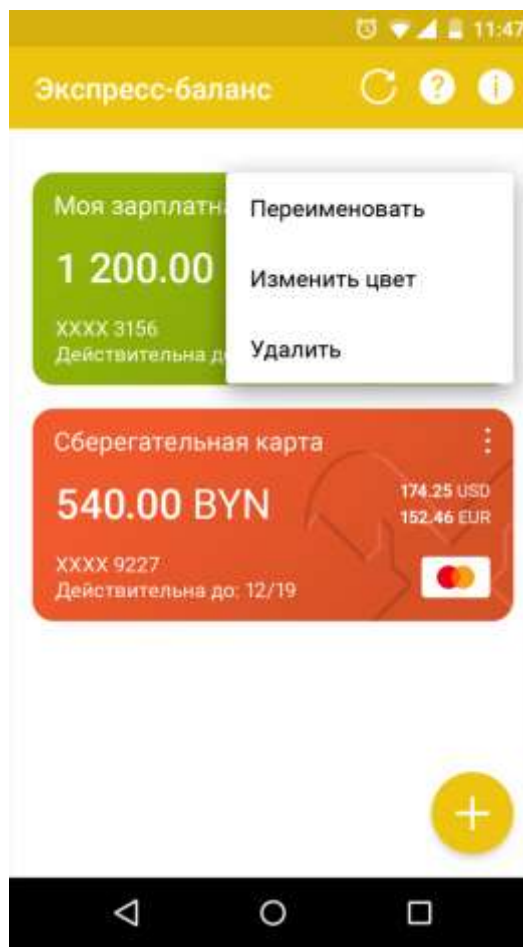 11:47
Экспресс-баланс
Моя зарплатн
1 200.00
XXXX 3156
Действительна д
Переименовать
Изменить цвет
Удалить
Сберегательная карта
540.00 BYN
174.25 USD
152.46 EUR
XXXX 9227
Действительна до: 12/19